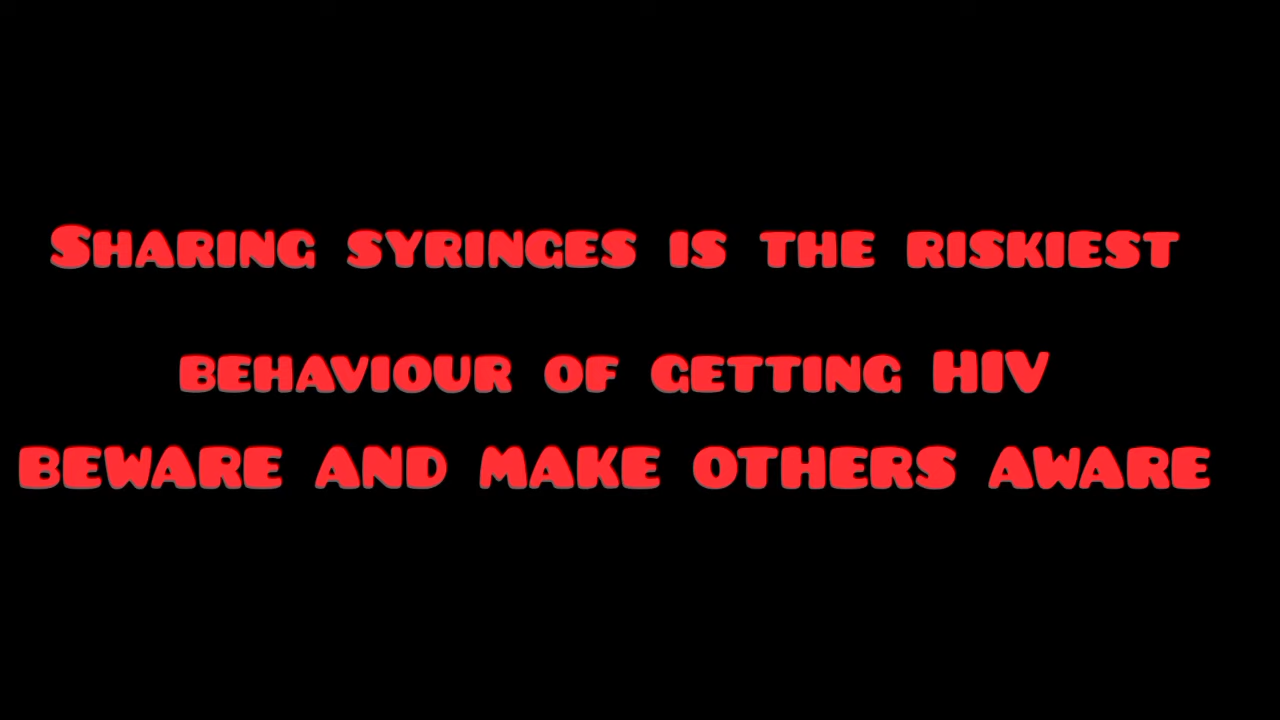 Sharing syringes is the riskiest
behaviour of getting HIV
BEWARE AND MAKE OTHERS AWARE